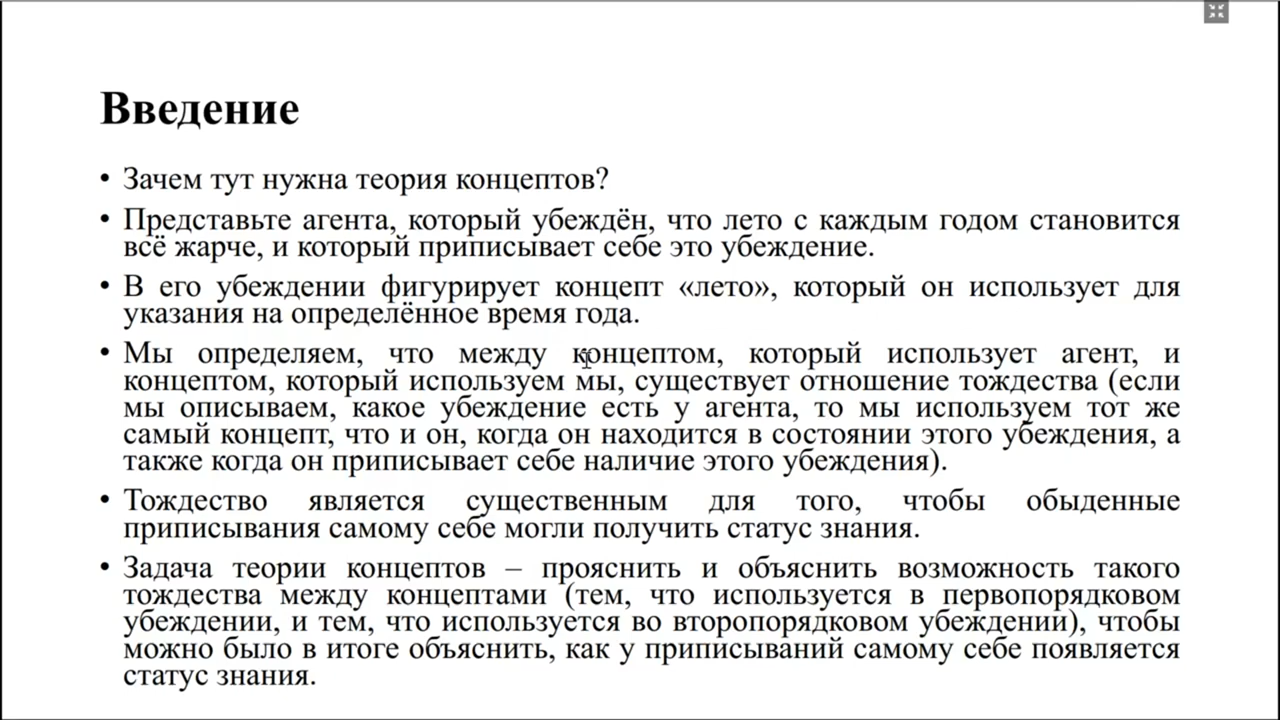 Введение
• Зачем тут нужна теория концептов?
• Представьте агента, который убеждён, что лето с каждым годом становится
всё жарче, и который приписывает себе это убеждение.
• В его убеждении фигурирует концепт «лето», который он использует для
указания на определённое время года.
• Мы определяем, что между концептом, который использует агент, и
концептом, который используем мы, существует отношение тождества (если
мы описываем, какое убеждение есть у агента, то мы используем тот же
самый концепт, что и он, когда он находится в состоянии этого убеждения, а
также когда он приписывает себе наличие этого убеждения).
• Тождество является существенным для того, чтобы обыденные
приписывания самому себе могли получить статус знания.
• Задача теории концептов – прояснить и объяснить возможность такого
тождества между концептами (тем, что используется в первопорядковом
убеждении, и тем, что используется во второпорядковом убеждении), чтобы
можно было в итоге объяснить, как у приписываний самому себе появляется
статус знания.